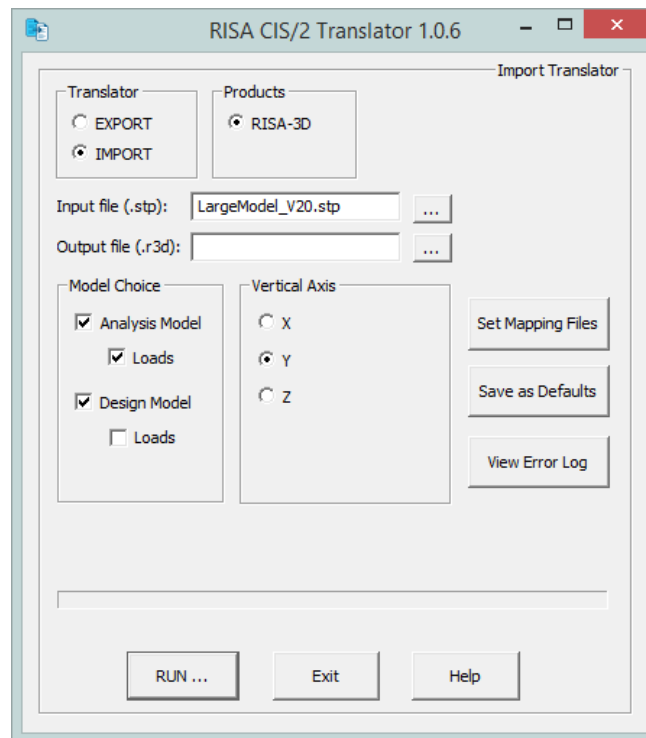 RISA CIS/2 Translator 1.0.6
Import Translator
Translator
Products
EXPORT
RISA-3D
IMPORT
Input file (.stp):
LargeModel_V20.stp
...
Output file (.r3d):
...
Model Choice
Vertical Axis
Analysis Model
X
Set Mapping Files
Loads
Y
Design Model
Z
Save as Defaults
Loads
View Error Log
RUN ...
Exit
Help